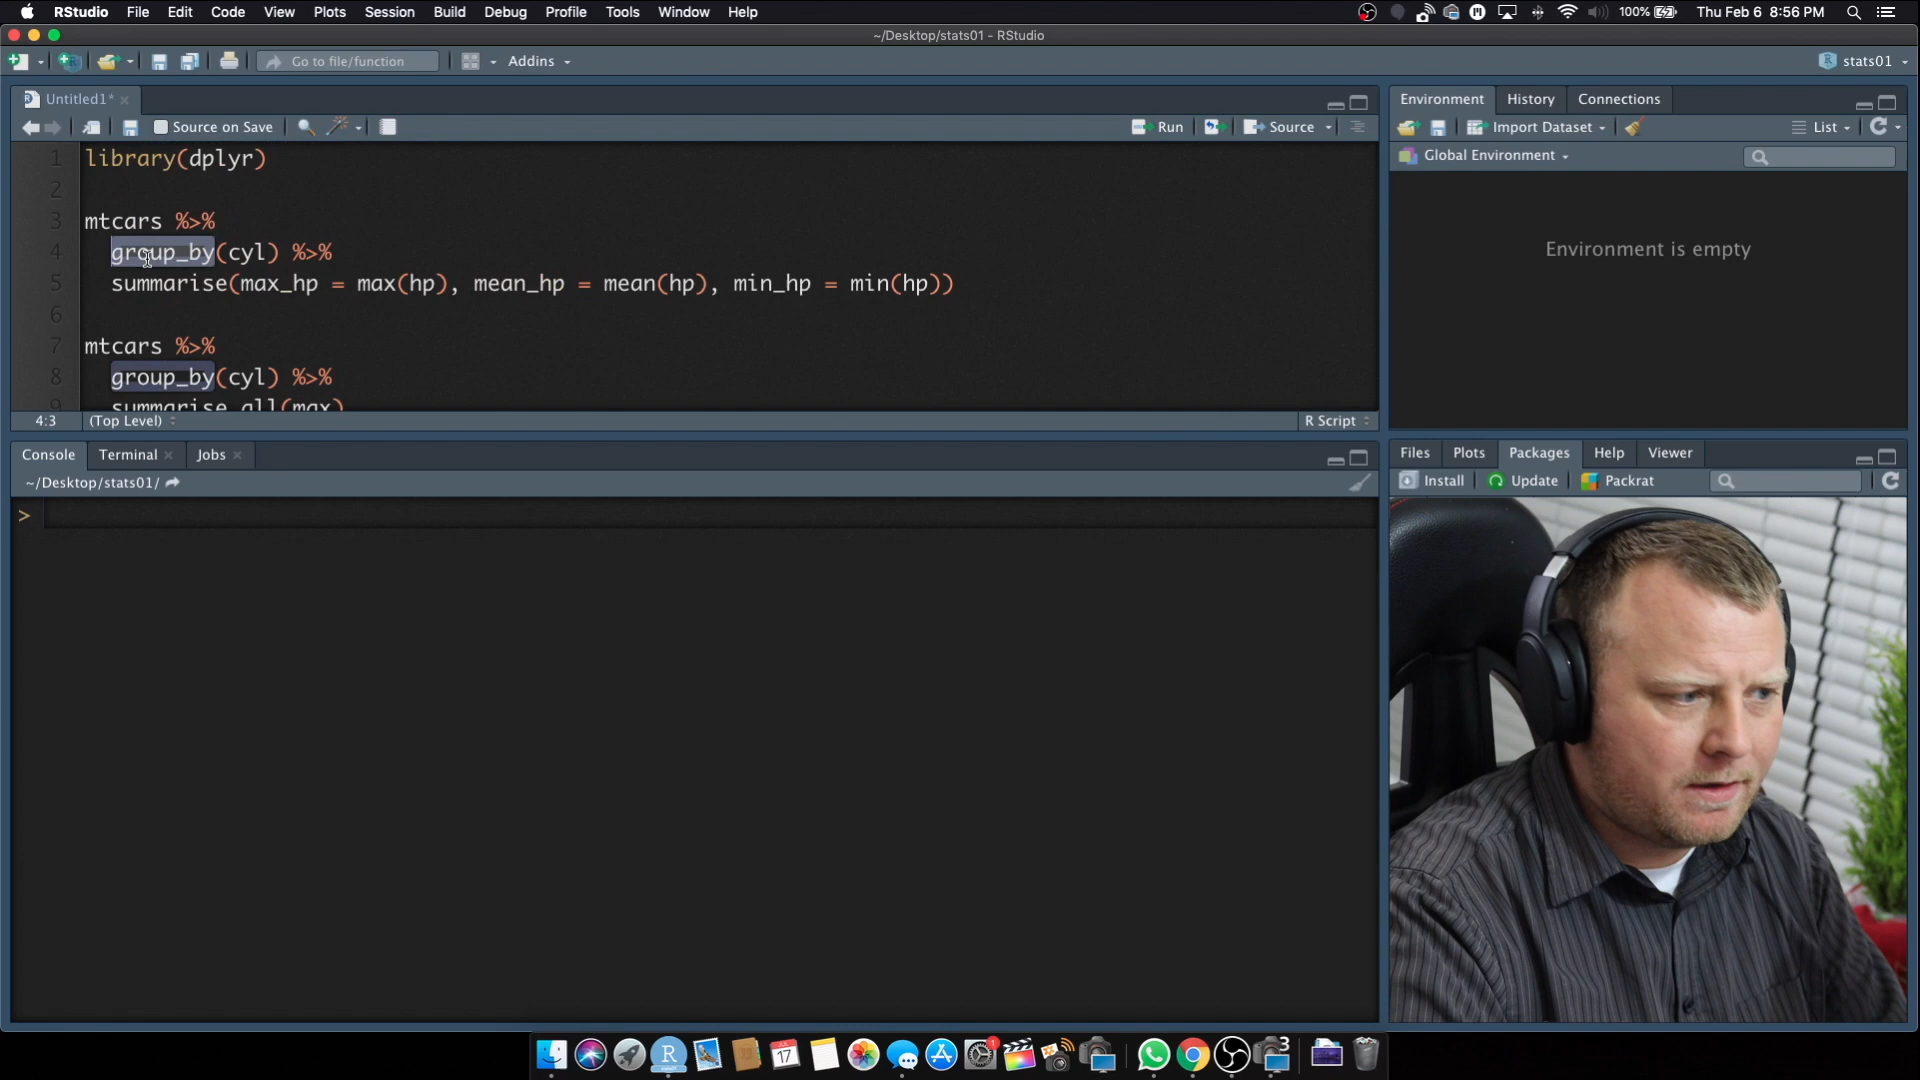 RStudio File Edit Code View Plots Session Build Debug Profile Tools Window Help 100% Thu Feb 6 8:56 PM
~/Desktop/stats01 - RStudio
Go to file/function Addins stats01
Untitled1*
Source on Save Run Source
1 library(dplyr)
2
3 mtcars %>%
4 group_by(cyl) %>%
5 summarise(max_hp = max(hp), mean_hp = mean(hp), min_hp = min(hp))
6
7 mtcars %>%
8 group_by(cyl) %>%
9 summarise_all(max)
4:3 (Top Level) R Script
Console Terminal Jobs
~/Desktop/stats01/
>
Environment History Connections
Import Dataset List
Global Environment
Environment is empty
Files Plots Packages Help Viewer
Install Update Packrat
17
1
3